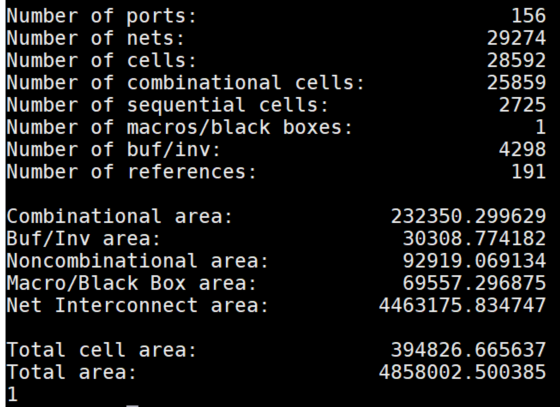 Number of ports: 156
Number of nets: 29274
Number of cells: 28592
Number of combinational cells: 25859
Number of sequential cells: 2725
Number of macros/black boxes: 1
Number of buf/inv: 4298
Number of references: 191
Combinational area: 232350.299629
Buf/Inv area: 30308.774182
Noncombinational area: 92919.069134
Macro/Black Box area: 69557.296875
Net Interconnect area: 4463175.834747
Total cell area: 394826.665637
Total area: 4858002.500385
1